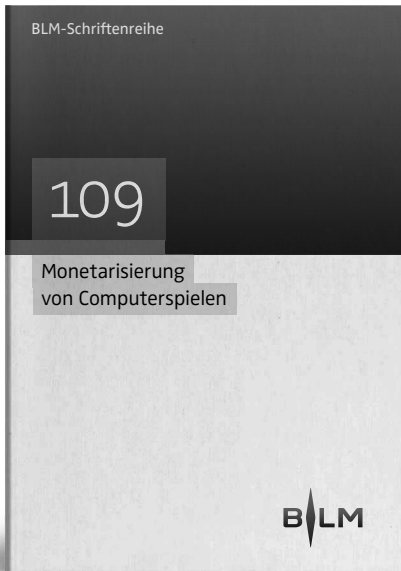 BLM-Schriftenreihe
109
Monetarisierung
von Computerspielen
BLM